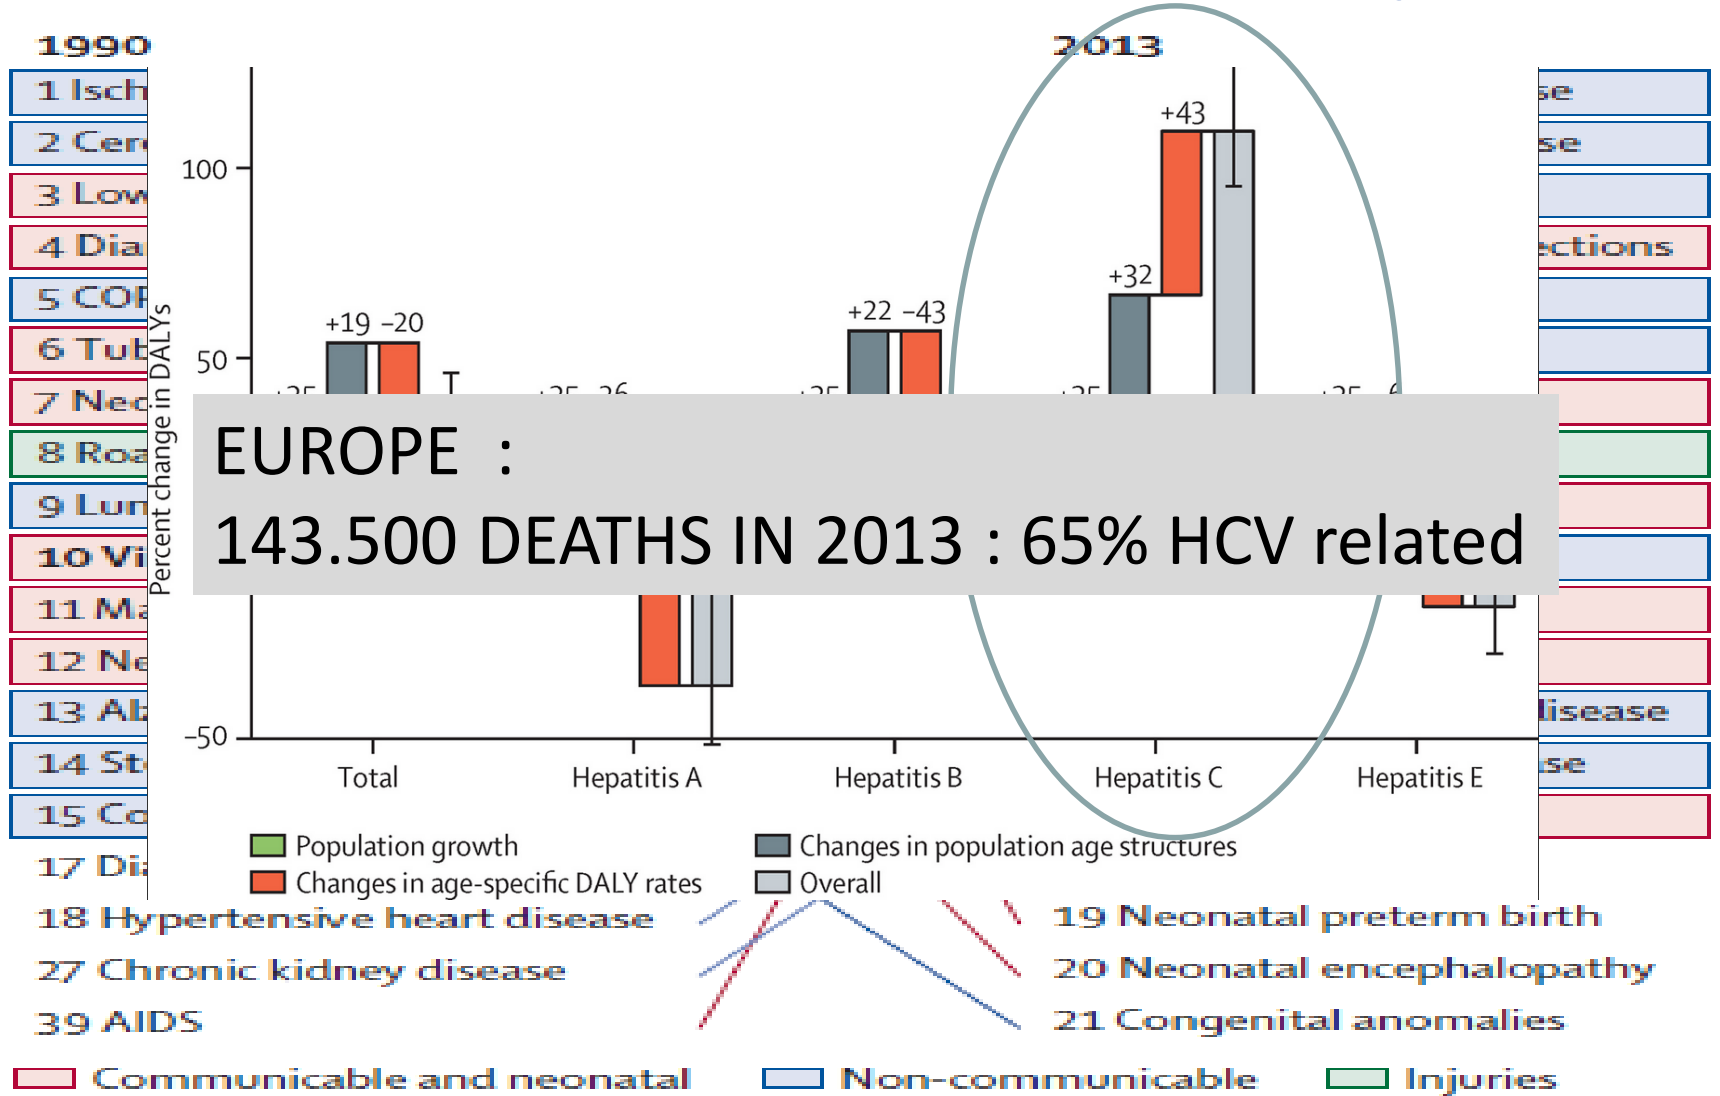 1990
2013
1 Isch
2 Cer
3 Low
4 Dia
5 COP
6 Tub
7 Neo
8 Roa
9 Lun
10 Vi
11 Ma
12 Ne
13 Al
14 St
15 Co
17 Dia
18 Hypertensive heart disease
27 Chronic kidney disease
39 AIDS
Percent change in DALYs
100
50
−50
+19 −20
+22 −43
+32
+43
EUROPE :
143.500 DEATHS IN 2013 : 65% HCV related
Total
Hepatitis A
Hepatitis B
Hepatitis C
Hepatitis E
Population growth
Changes in population age structures
Changes in age-specific DALY rates
Overall
se
se
ections
disease
se
19 Neonatal preterm birth
20 Neonatal encephalopathy
21 Congenital anomalies
Communicable and neonatal
Non-communicable
Injuries